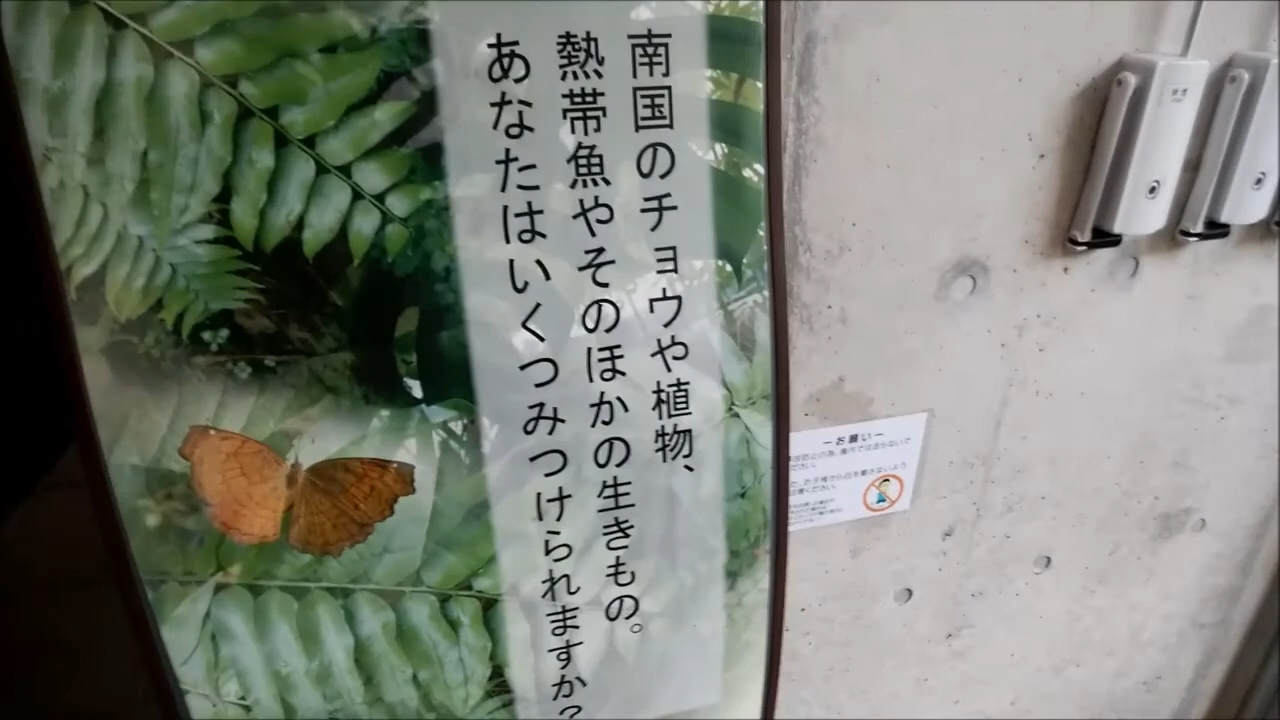 南国のチョウや植物、
熱帯魚やそのほかの生きもの。
あなたはいくつみつけられますか?
－お願い－